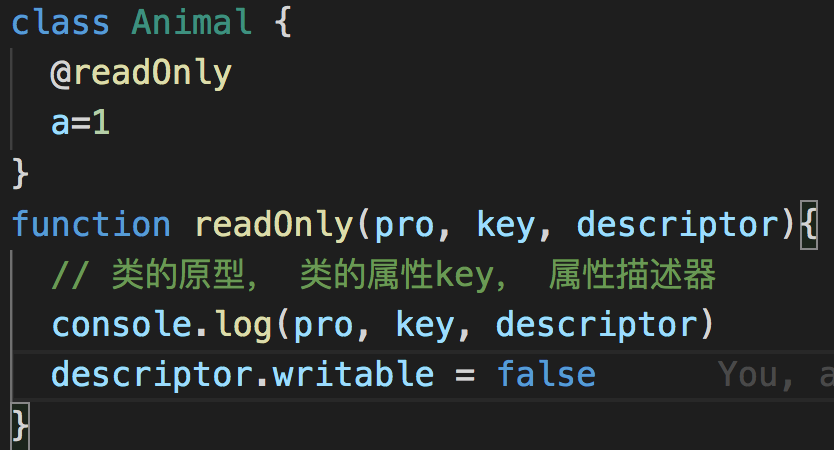 class Animal {
@readOnly
a=1
}
function readOnly(pro, key, descriptor){
// 类的原型， 类的属性key， 属性描述器
console.log(pro, key, descriptor)
descriptor.writable = false You, a
}